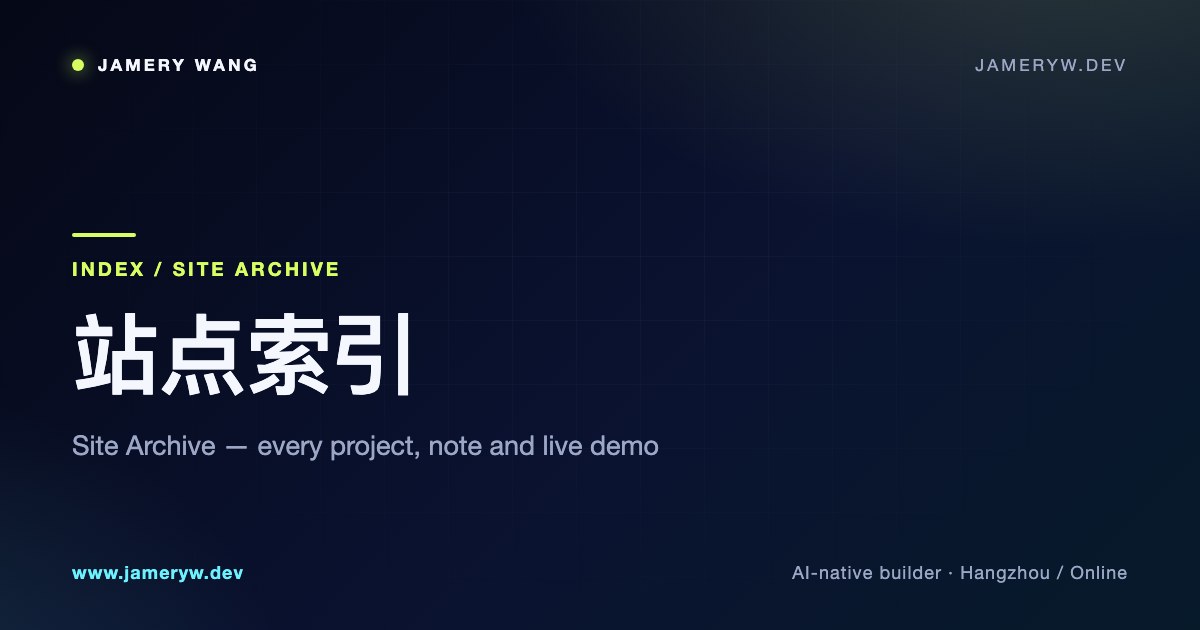 JAMERY WANG
JAMERYW.DEV
INDEX / SITE ARCHIVE
站点索引
Site Archive — every project, note and live demo
www.jameryw.dev
AI-native builder · Hangzhou / Online